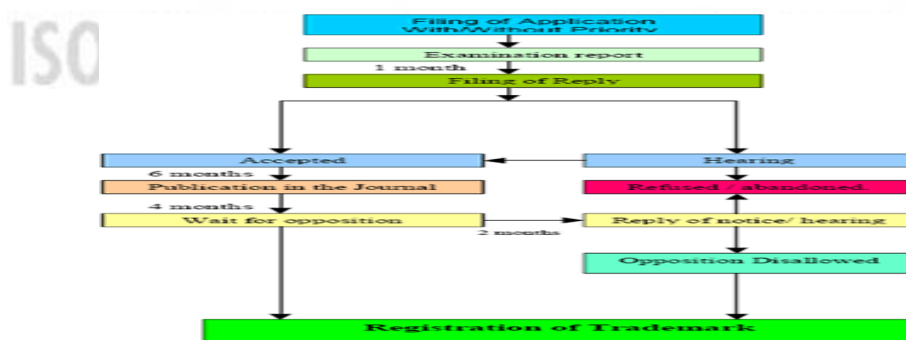 ISO
Filing of Application
With/Without Priority
Examination report
1 month
Filing of Reply
Accepted
Hearing
6 months
Publication in the Journal
Refused / abandoned.
4 months
Wait for opposition
Reply of notice/ hearing
2 months
Opposition Disallowed
Registration of Trademark